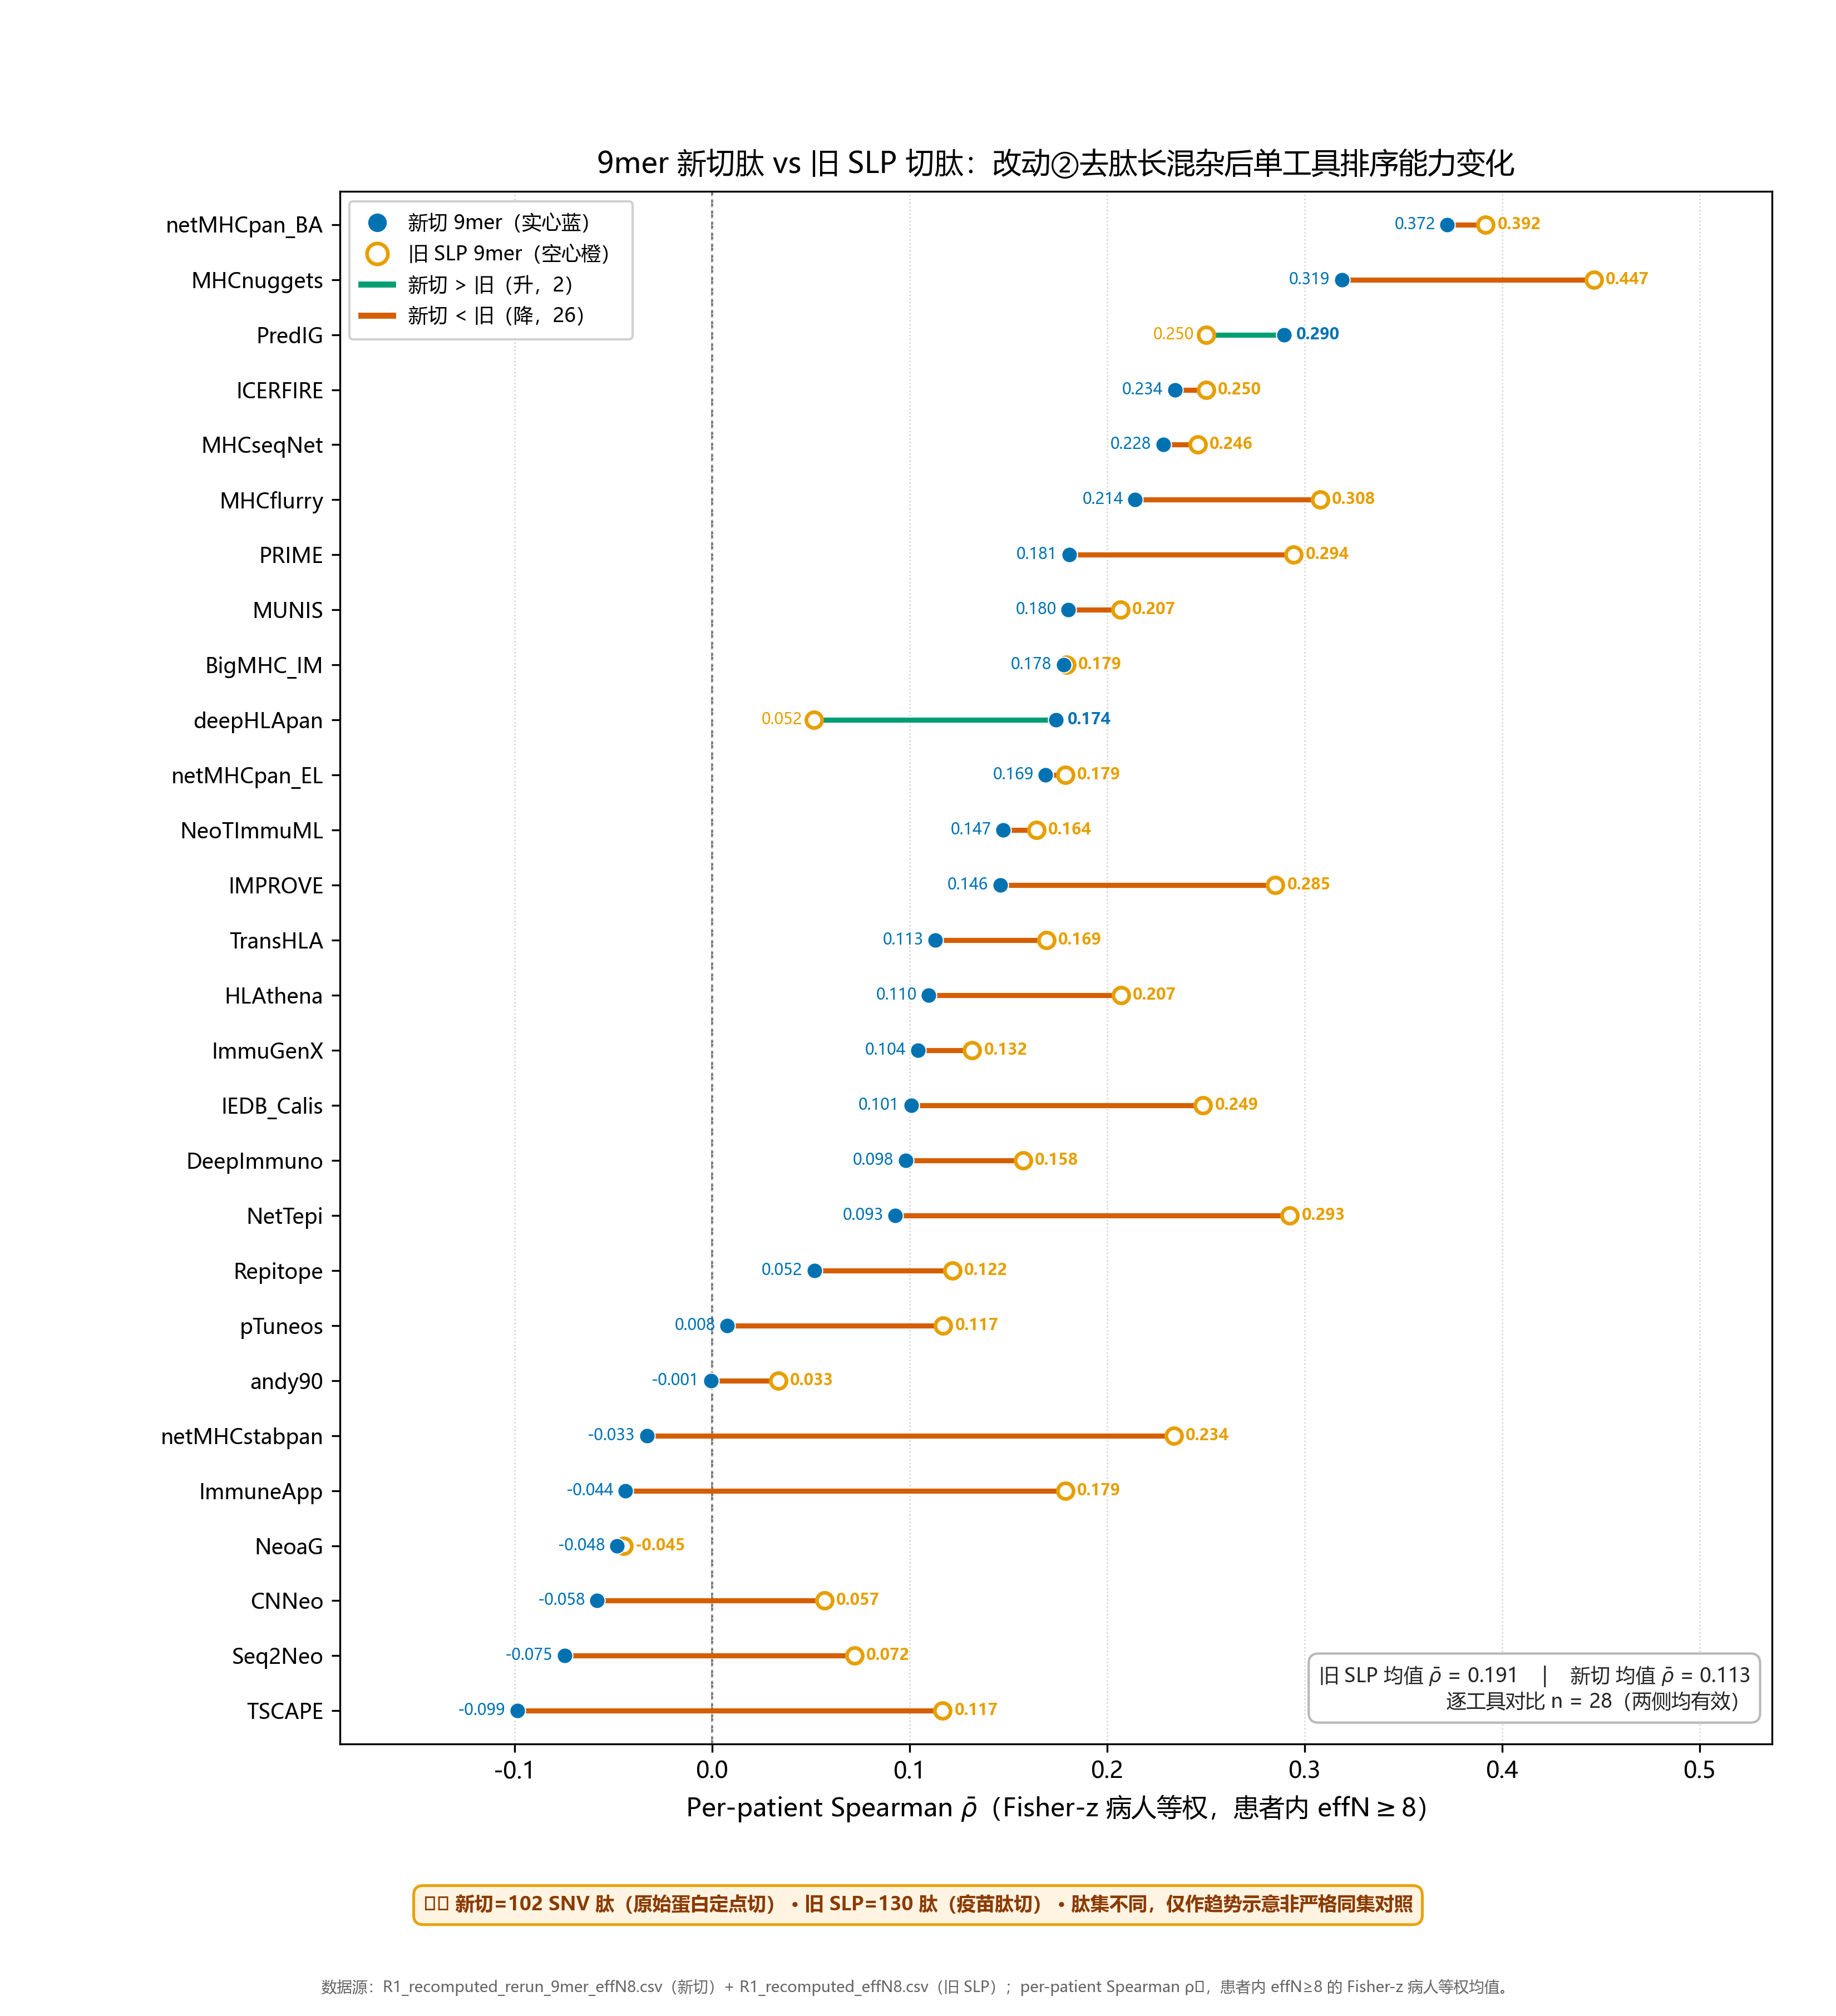 9mer 新切肽 vs 旧 SLP 切肽：改动②去肽长混杂后单工具排序能力变化
新切 9mer（实心蓝）
旧 SLP 9mer（空心橙）
新切 > 旧（升，2）
新切 < 旧（降，26）
netMHCpan_BA 0.372 0.392
MHCnuggets 0.319 0.447
PredIG 0.250 0.290
ICERFIRE 0.234 0.250
MHCseqNet 0.228 0.246
MHCflurry 0.214 0.308
PRIME 0.181 0.294
MUNIS 0.180 0.207
BigMHC_IM 0.178 0.179
deepHLApan 0.052 0.174
netMHCpan_EL 0.169 0.179
NeoTImmuML 0.147 0.164
IMPROVE 0.146 0.285
TransHLA 0.113 0.169
HLAthena 0.110 0.207
ImmuGenX 0.104 0.132
IEDB_Calis 0.101 0.249
DeepImmuno 0.098 0.158
NetTepi 0.093 0.293
Repitope 0.052 0.122
pTuneos 0.008 0.117
andy90 -0.001 0.033
netMHCstabpan -0.033 0.234
ImmuneApp -0.044 0.179
NeoaG -0.048 -0.045
CNNeo -0.058 0.057
Seq2Neo -0.075 0.072
TSCAPE -0.099 0.117
旧 SLP 均值 ρ̄ = 0.191 | 新切 均值 ρ̄ = 0.113
逐工具对比 n = 28（两侧均有效）
-0.1 0.0 0.1 0.2 0.3 0.4 0.5
Per-patient Spearman ρ̄（Fisher-z 病人等权，患者内 effN ≥ 8）
▯▯ 新切=102 SNV 肽（原始蛋白定点切）• 旧 SLP=130 肽（疫苗肽切）• 肽集不同，仅作趋势示意非严格同集对照
数据源：R1_recomputed_rerun_9mer_effN8.csv（新切）+ R1_recomputed_effN8.csv（旧 SLP）；per-patient Spearman ρ▯，患者内 effN≥8 的 Fisher-z 病人等权均值。